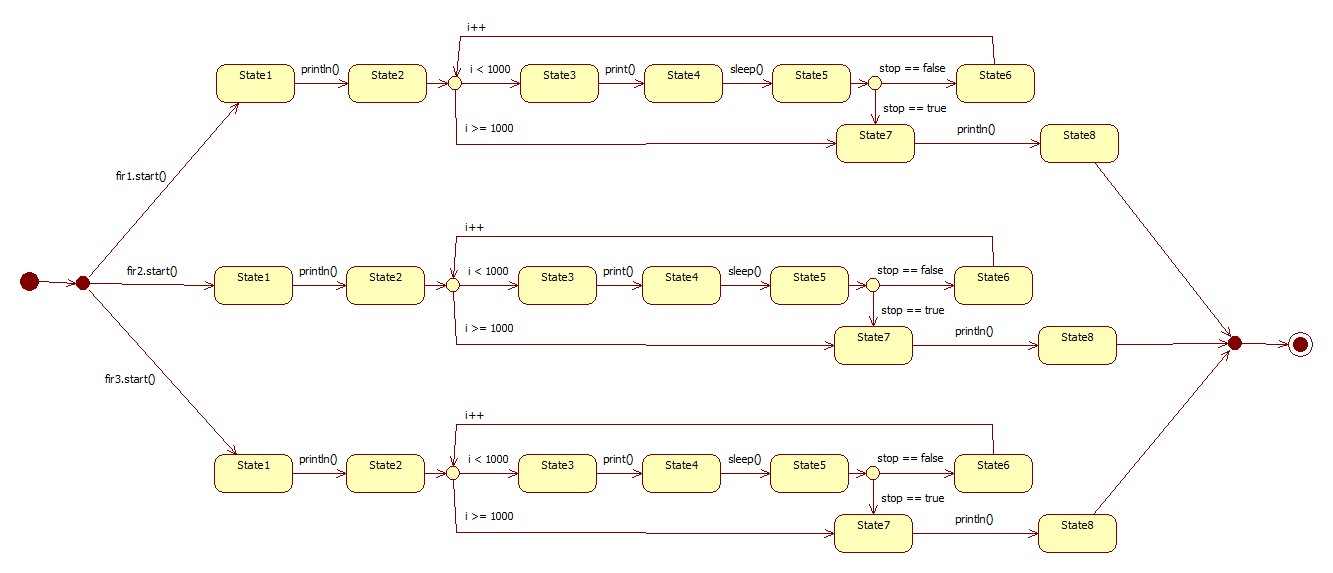 i++
State1
println()
State2
i < 1000
State3
print()
State4
sleep()
State5
stop == false
State6
stop == true
i >= 1000
State7
println()
State8
fir1.start()
i++
fir2.start()
State1
println()
State2
i < 1000
State3
print()
State4
sleep()
State5
stop == false
State6
stop == true
i >= 1000
State7
println()
State8
fir3.start()
i++
State1
println()
State2
i < 1000
State3
print()
State4
sleep()
State5
stop == false
State6
stop == true
i >= 1000
State7
println()
State8